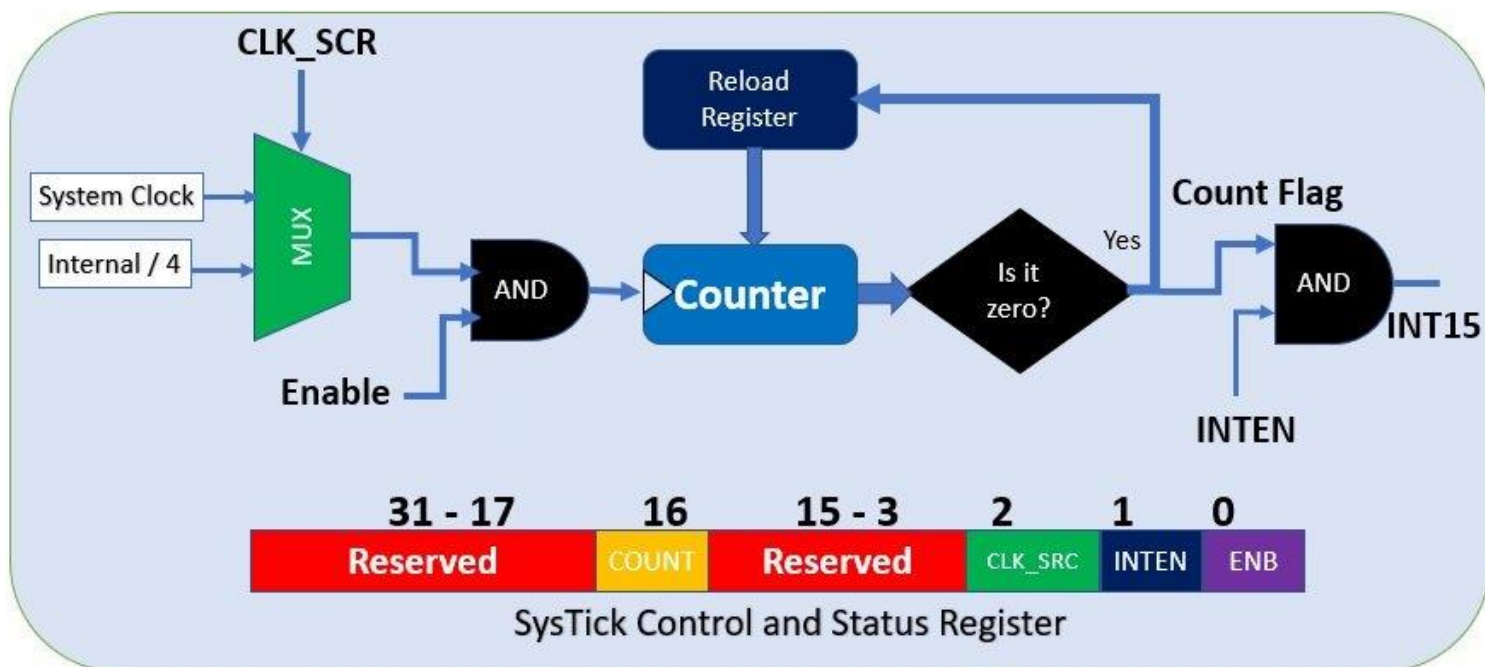 CLK_SCR
System Clock
Internal / 4
MUX
Enable
AND
Reload
Register
Counter
Is it
zero?
Yes
Count Flag
AND
INT15
INTEN
31 - 17 16 15 - 3 2 1 0
Reserved COUNT Reserved CLK_SRC INTEN ENB
SysTick Control and Status Register